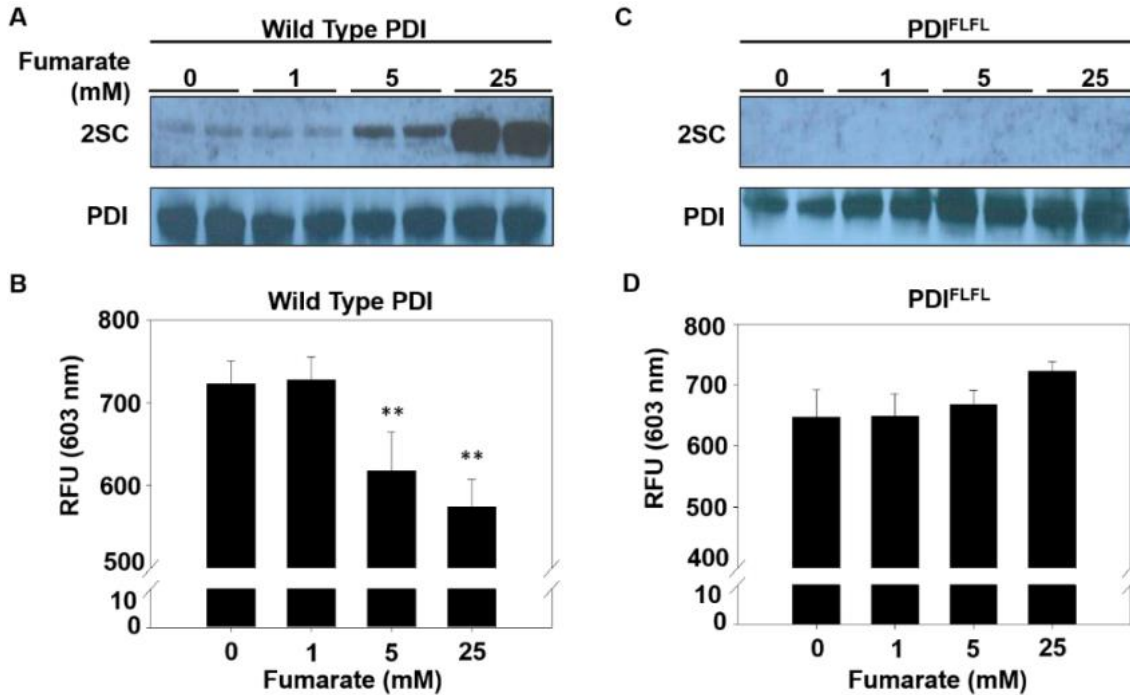 A
Wild Type PDI
Fumarate
(mM)
0 1 5 25
2SC
PDI
B
Wild Type PDI
800
700
600
500
10
0
RFU (603 nm)
** **
0 1 5 25
Fumarate (mM)
C
PDI^FLFL
0 1 5 25
2SC
PDI
D
PDI^FLFL
800
700
600
500
400
10
0
RFU (603 nm)
0 1 5 25
Fumarate (mM)